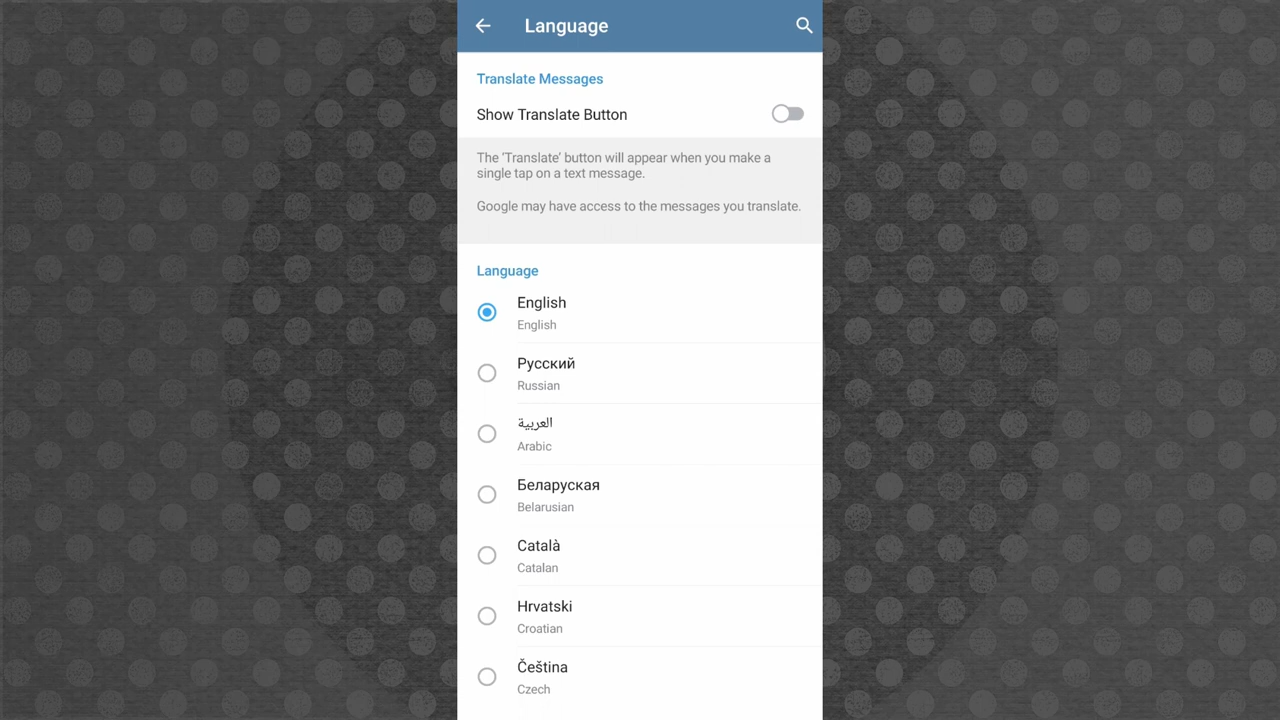 Language
Translate Messages
Show Translate Button
The ‘Translate’ button will appear when you make a
single tap on a text message.
Google may have access to the messages you translate.
Language
English
English
Русский
Russian
العربية
Arabic
Беларуская
Belarusian
Català
Catalan
Hrvatski
Croatian
Čeština
Czech